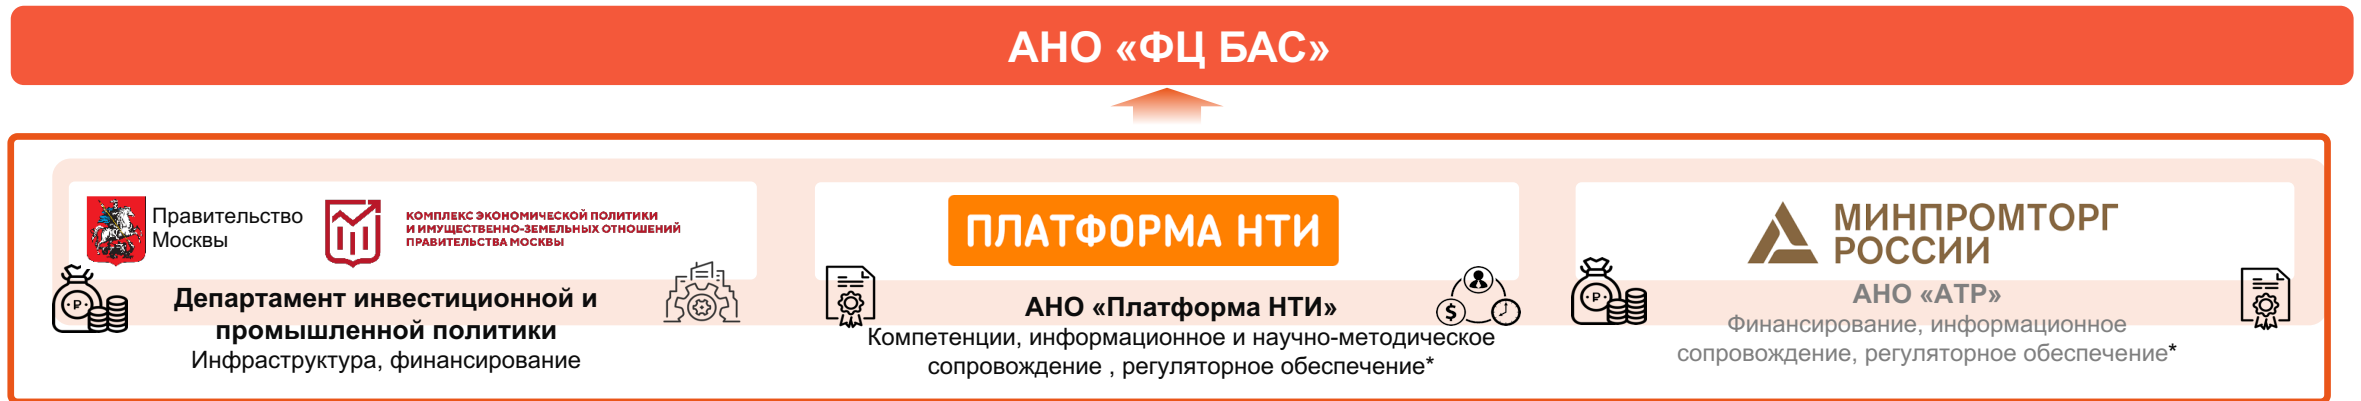 АНО «ФЦ БАС»
Правительство
Москвы
КОМПЛЕКС ЭКОНОМИЧЕСКОЙ ПОЛИТИКИ
И ИМУЩЕСТВЕННО-ЗЕМЕЛЬНЫХ ОТНОШЕНИЙ
ПРАВИТЕЛЬСТВА МОСКВЫ
Департамент инвестиционной и
промышленной политики
Инфраструктура, финансирование
ПЛАТФОРМА НТИ
АНО «Платформа НТИ»
Компетенции, информационное и научно-методическое
сопровождение , регуляторное обеспечение*
МИНПРОМТОРГ
РОССИИ
АНО «АТР»
Финансирование, информационное
сопровождение, регуляторное обеспечение*